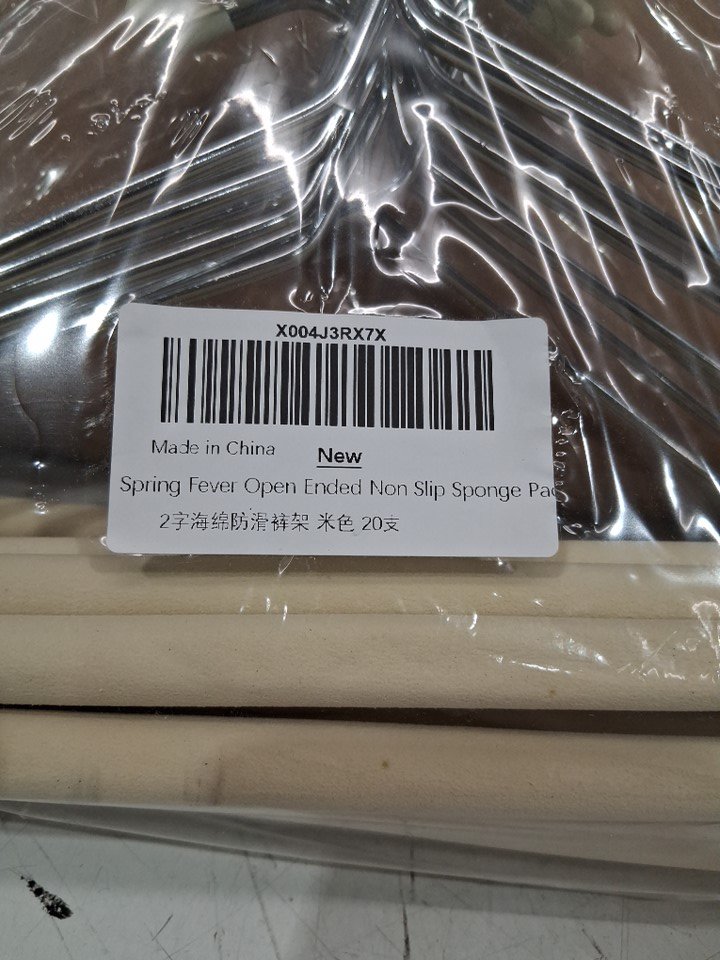 X004J3RX7X
Made in China
New
Spring Fever Open Ended Non Slip Sponge Pad
2字海绵防滑裤架 米色 20支